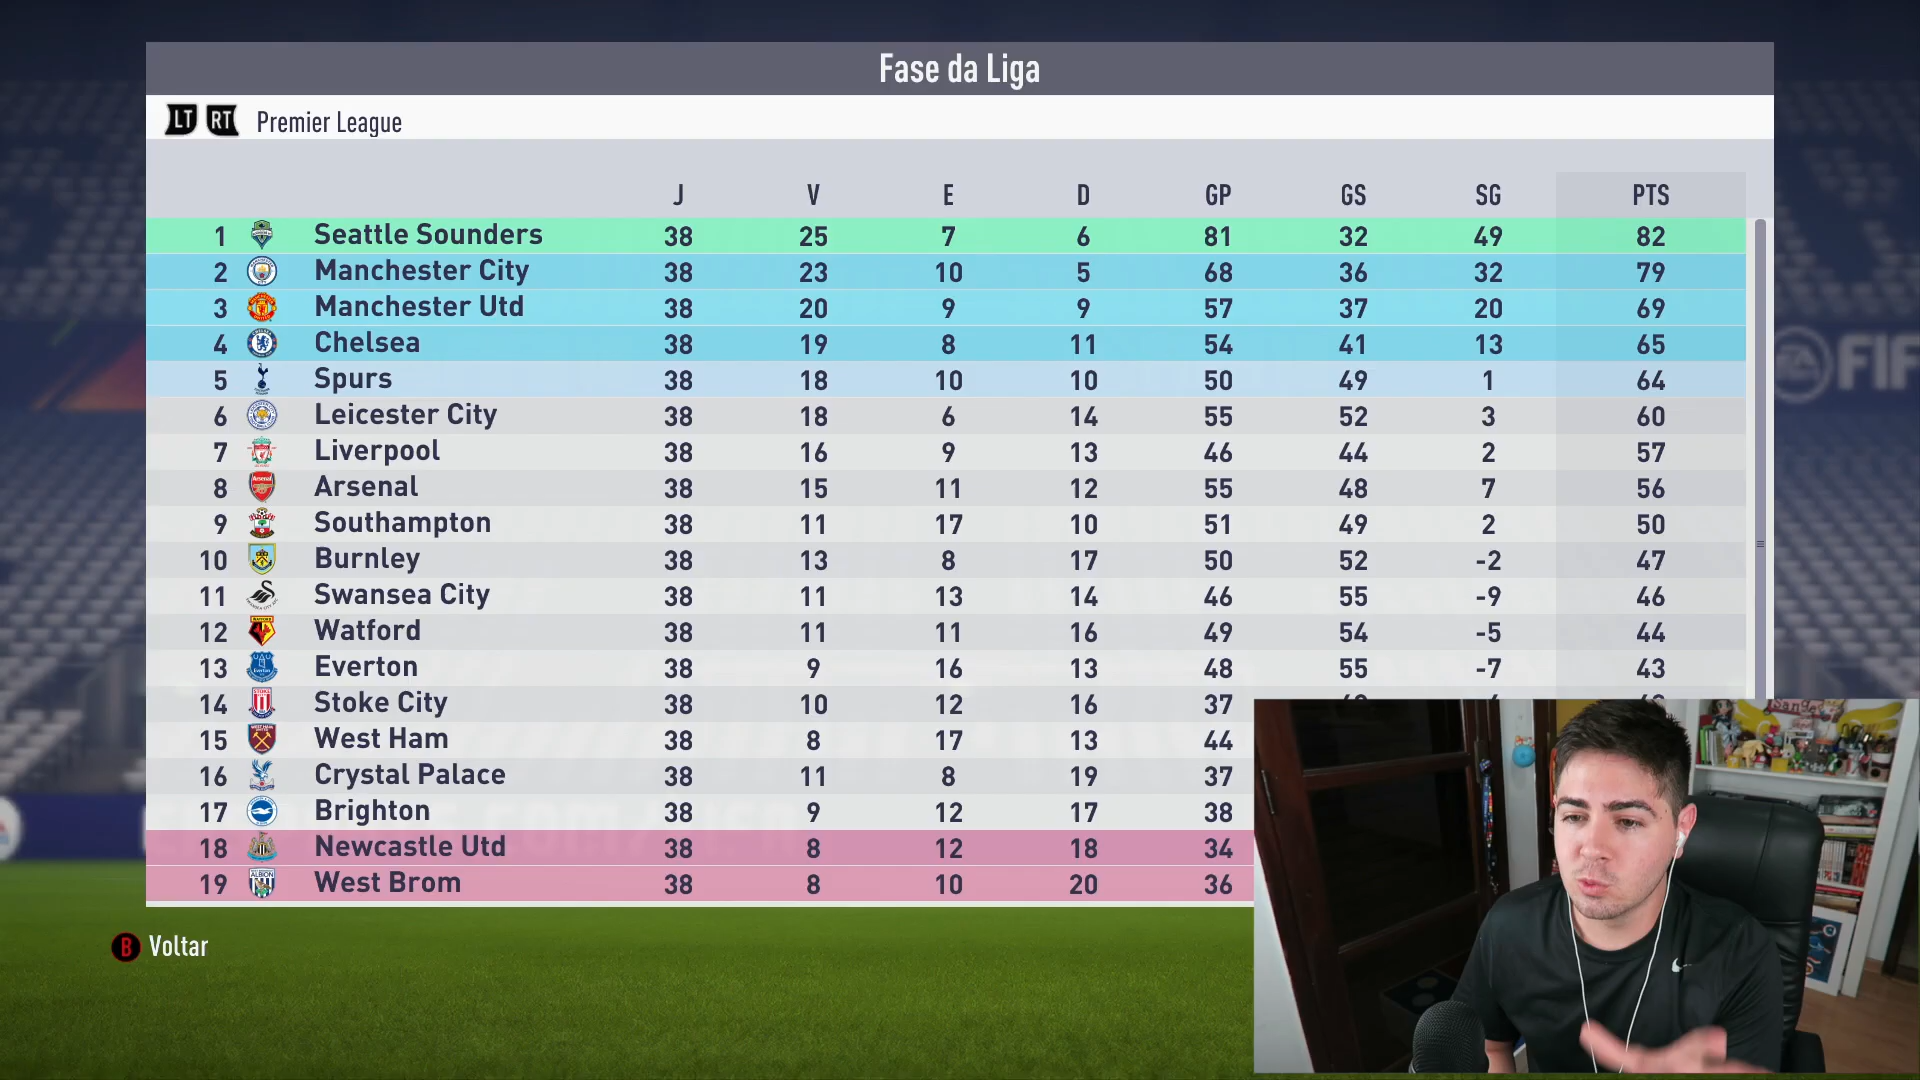 Fase da Liga
LT RT Premier League
J V E D GP GS SG PTS
1 Seattle Sounders 38 25 7 6 81 32 49 82
2 Manchester City 38 23 10 5 68 36 32 79
3 Manchester Utd 38 20 9 9 57 37 20 69
4 Chelsea 38 19 8 11 54 41 13 65
5 Spurs 38 18 10 10 50 49 1 64
6 Leicester City 38 18 6 14 55 52 3 60
7 Liverpool 38 16 9 13 46 44 2 57
8 Arsenal 38 15 11 12 55 48 7 56
9 Southampton 38 11 17 10 51 49 2 50
10 Burnley 38 13 8 17 50 52 -2 47
11 Swansea City 38 11 13 14 46 55 -9 46
12 Watford 38 11 11 16 49 54 -5 44
13 Everton 38 9 16 13 48 55 -7 43
14 Stoke City 38 10 12 16 37
15 West Ham 38 8 17 13 44
16 Crystal Palace 38 11 8 19 37
17 Brighton 38 9 12 17 38
18 Newcastle Utd 38 8 12 18 34
19 West Brom 38 8 10 20 36
B Voltar
FIF